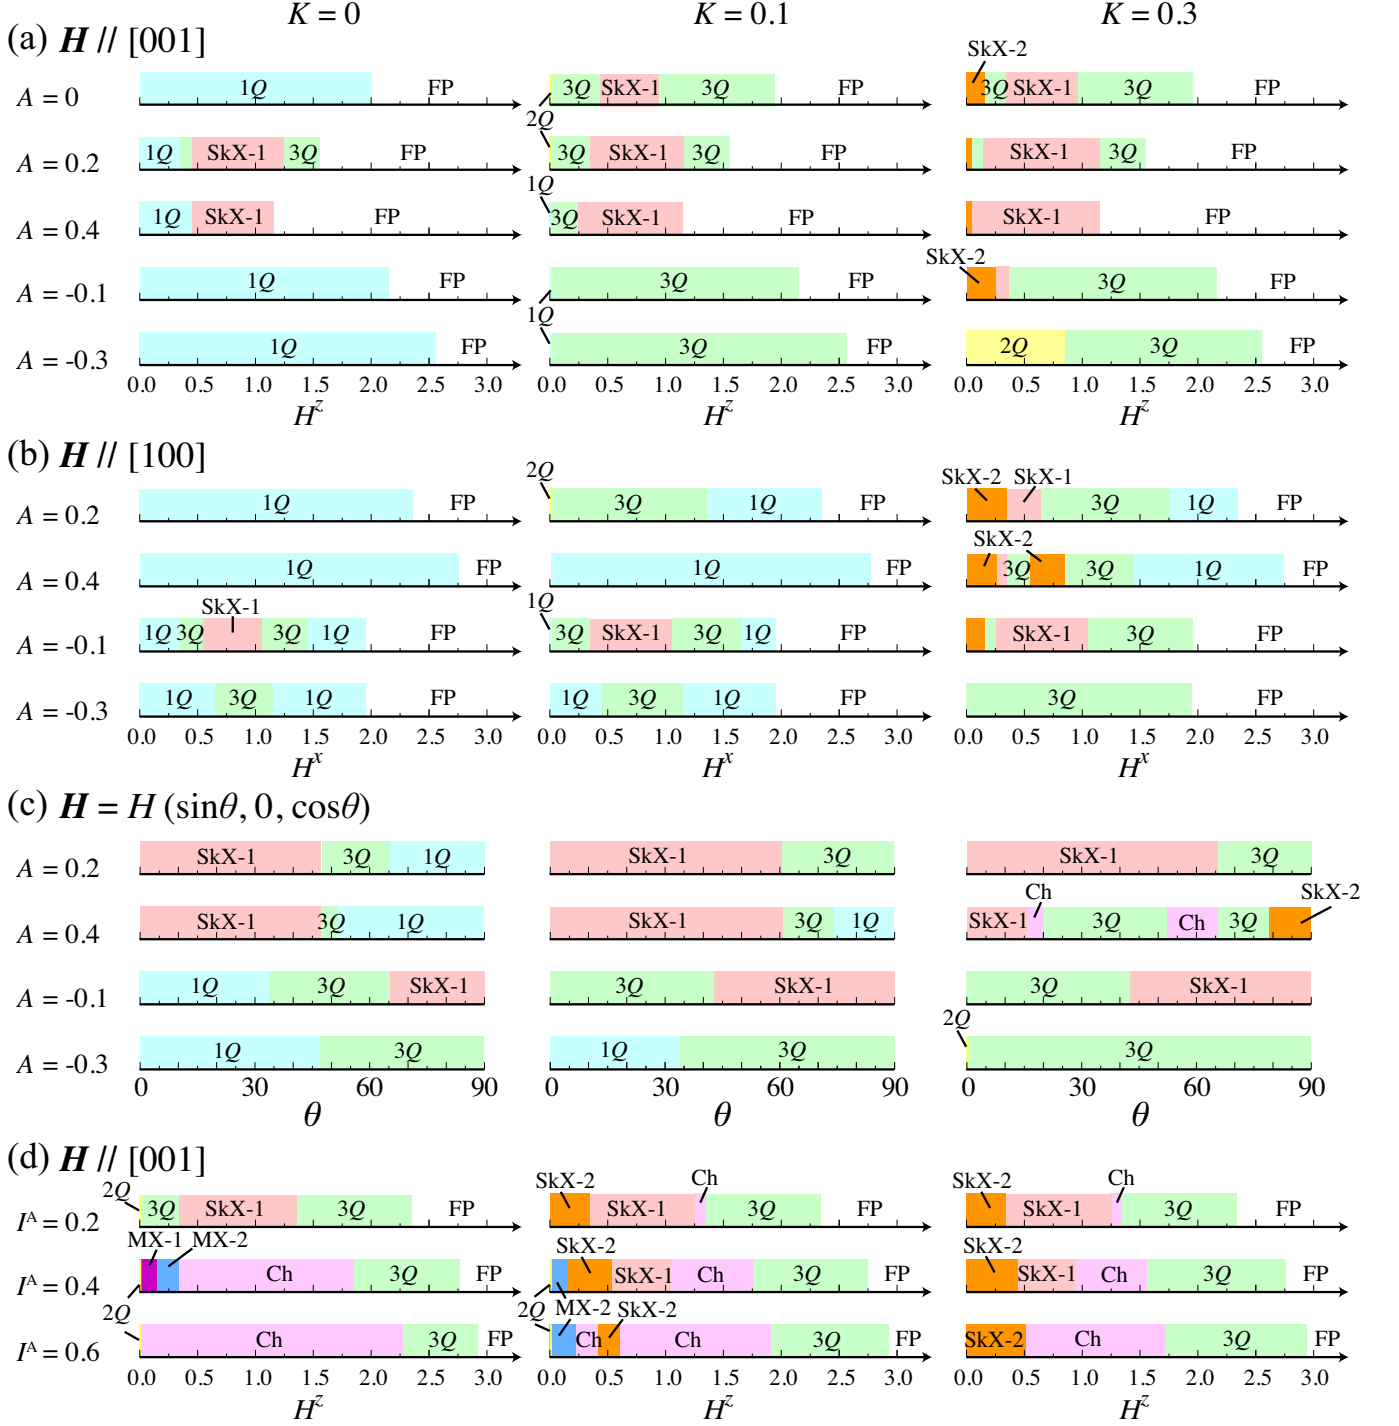 K = 0 K = 0.1 K = 0.3
(a) H // [001]
SkX-2
A = 0 1Q FP 3Q SkX-1 3Q FP 3Q SkX-1 3Q FP
2Q
A = 0.2 1Q SkX-1 3Q FP 3Q SkX-1 3Q FP SkX-1 3Q FP
1Q
A = 0.4 1Q SkX-1 FP 3Q SkX-1 FP SkX-1 FP
SkX-2
A = -0.1 1Q FP 3Q FP 3Q FP
1Q
A = -0.3 1Q FP 3Q FP 2Q 3Q FP
0.0 0.5 1.0 1.5 2.0 2.5 3.0 0.0 0.5 1.0 1.5 2.0 2.5 3.0 0.0 0.5 1.0 1.5 2.0 2.5 3.0
H^z H^z H^z
(b) H // [100]
2Q SkX-2 SkX-1
A = 0.2 1Q FP 3Q 1Q FP 3Q 1Q FP
SkX-2
A = 0.4 1Q FP 1Q FP 3Q 3Q 1Q FP
SkX-1 1Q
A = -0.1 1Q 3Q 3Q 1Q FP 3Q SkX-1 3Q 1Q FP SkX-1 3Q FP
A = -0.3 1Q 3Q 1Q FP 1Q 3Q 1Q FP 3Q FP
0.0 0.5 1.0 1.5 2.0 2.5 3.0 0.0 0.5 1.0 1.5 2.0 2.5 3.0 0.0 0.5 1.0 1.5 2.0 2.5 3.0
H^x H^x H^x
(c) H = H (sinθ, 0, cosθ)
A = 0.2 SkX-1 3Q 1Q SkX-1 3Q SkX-1 3Q
Ch SkX-2
A = 0.4 SkX-1 3Q 1Q SkX-1 3Q 1Q SkX-1 3Q Ch 3Q
A = -0.1 1Q 3Q SkX-1 3Q SkX-1 3Q SkX-1
2Q
A = -0.3 1Q 3Q 1Q 3Q 3Q
0 30 60 90 0 30 60 90 0 30 60 90
θ θ θ
(d) H // [001]
2Q SkX-2 Ch SkX-2 Ch
I^A = 0.2 3Q SkX-1 3Q FP SkX-1 3Q FP SkX-1 3Q FP
MX-1 MX-2 SkX-2 SkX-2
I^A = 0.4 Ch 3Q FP SkX-1 Ch 3Q FP SkX-1 Ch 3Q FP
2Q 2Q MX-2 SkX-2
I^A = 0.6 Ch 3Q FP Ch Ch 3Q FP SkX-2 Ch 3Q FP
0.0 0.5 1.0 1.5 2.0 2.5 3.0 0.0 0.5 1.0 1.5 2.0 2.5 3.0 0.0 0.5 1.0 1.5 2.0 2.5 3.0
H^z H^z H^z